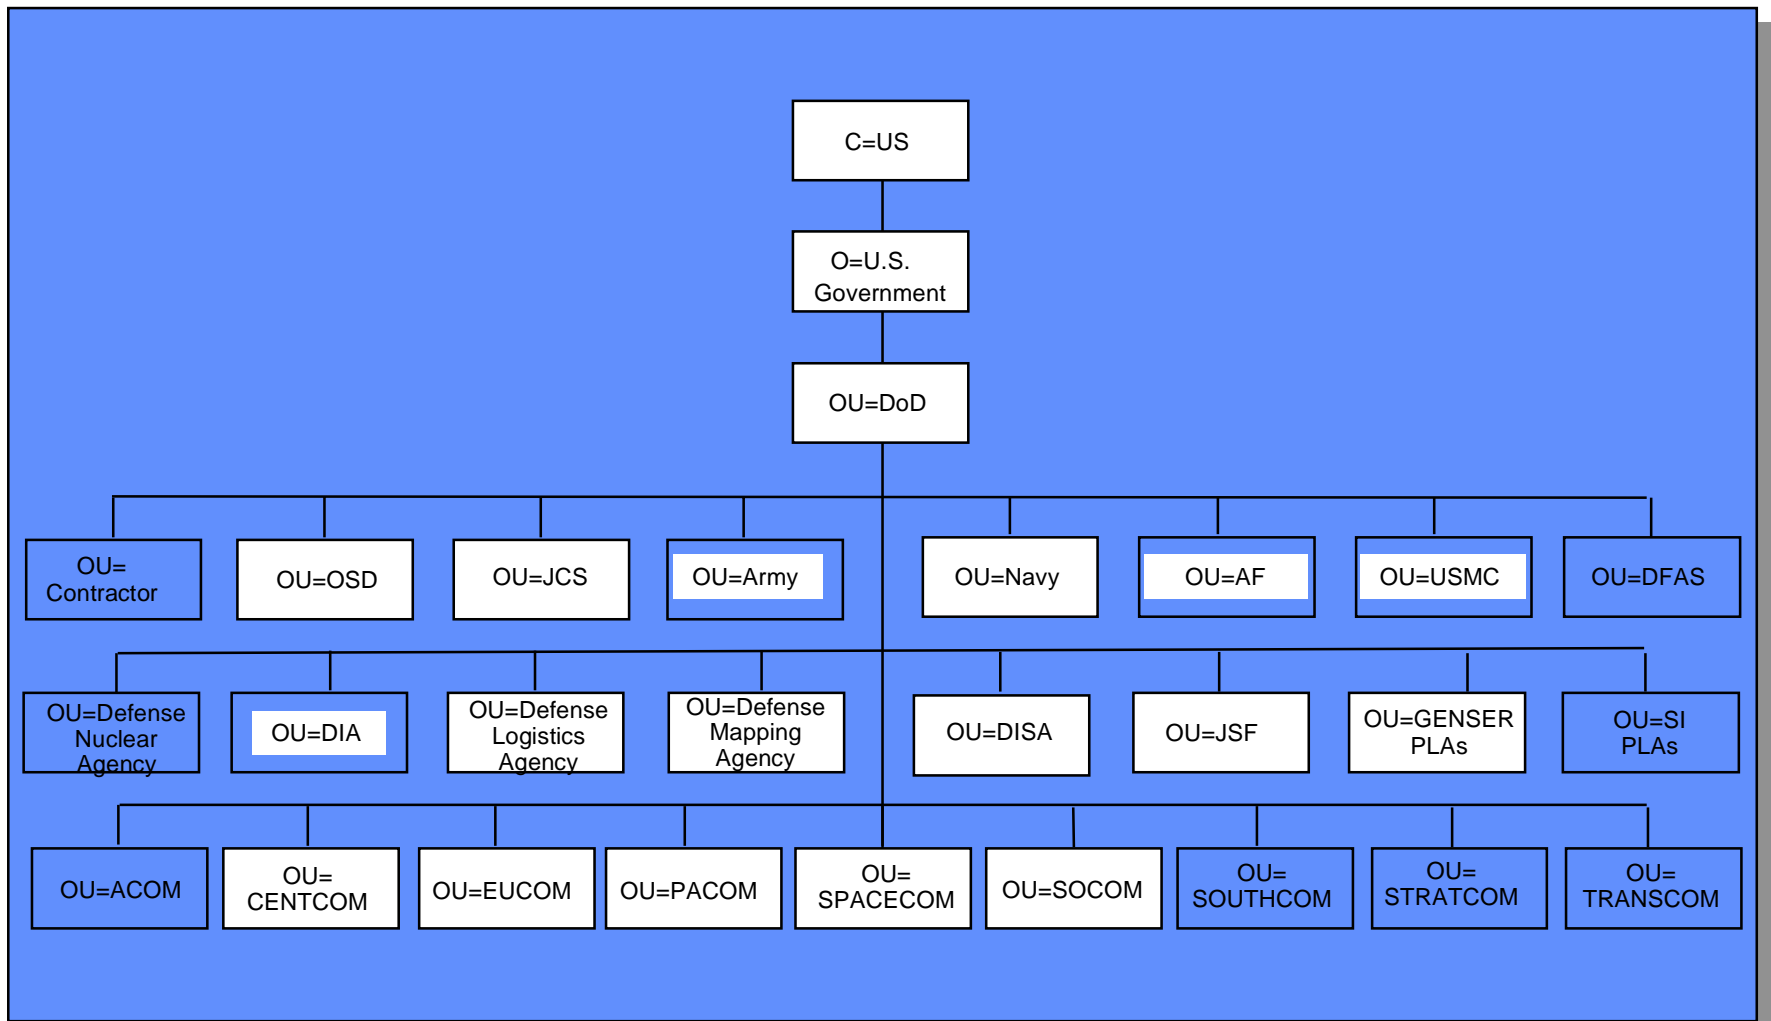 C=US
O=U.S.
Government
OU=DoD
OU=
Contractor
OU=OSD
OU=JCS
OU=Army
OU=Navy
OU=AF
OU=USMC
OU=DFAS
OU=Defense
Nuclear
Agency
OU=DIA
OU=Defense
Logistics
Agency
OU=Defense
Mapping
Agency
OU=DISA
OU=JSF
OU=GENSER
PLAs
OU=SI
PLAs
OU=ACOM
OU=
CENTCOM
OU=EUCOM
OU=PACOM
OU=
SPACECOM
OU=SOCOM
OU=
SOUTHCOM
OU=
STRATCOM
OU=
TRANSCOM